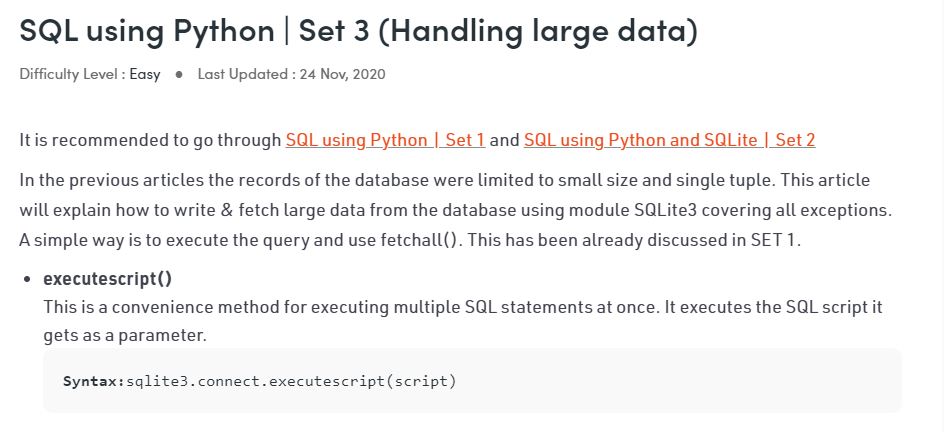 SQL using Python | Set 3 (Handling large data)
Difficulty Level : Easy ● Last Updated : 24 Nov, 2020
It is recommended to go through SQL using Python | Set 1 and SQL using Python and SQLite | Set 2
In the previous articles the records of the database were limited to small size and single tuple. This article
will explain how to write & fetch large data from the database using module SQLite3 covering all exceptions.
A simple way is to execute the query and use fetchall(). This has been already discussed in SET 1.
• executescript()
This is a convenience method for executing multiple SQL statements at once. It executes the SQL script it
gets as a parameter.
Syntax:sqlite3.connect.executescript(script)